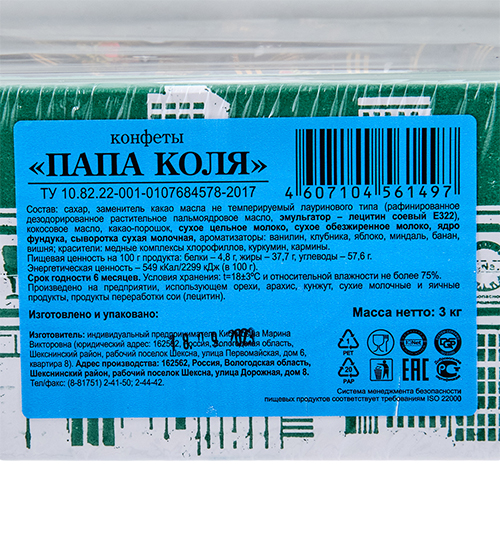 конфеты
«ПАПА КОЛЯ»
ТУ 10.82.22-001-0107684578-2017
4 607104 561497
Состав: сахар, заменитель какао масла не темперируемый лауринового типа (рафинированное
дезодорированное растительное пальмоядровое масло, эмульгатор – лецитин соевый Е322),
кокосовое масло, какао-порошок, сухое цельное молоко, сухое обезжиренное молоко, ядро
фундука, сыворотка сухая молочная, ароматизаторы: ванилин, клубника, яблоко, миндаль, банан,
вишня; красители: медные комплексы хлорофиллов, куркумин, кармины.
Пищевая ценность на 100 г продукта: белки – 4,8 г, жиры – 37,7 г, углеводы – 57,6 г.
Энергетическая ценность – 549 кКал/2299 кДж (в 100 г).
Срок годности 6 месяцев. Условия хранения: t=18±3°С и относительной влажности не более 75%.
Произведено на предприятии, использующем орехи, арахис, кунжут, сухие молочные и яичные
продукты, продукты переработки сои (лецитин).
Изготовлено и упаковано:
Масса нетто: 3 кг
Изготовитель: индивидуальный предприниматель Марина
Викторовна (юридический адрес: 162562, Россия, Вологодская область,
Шекснинский район, рабочий поселок Шексна, улица Первомайская, дом 6,
квартира 8). Адрес производства: 162562, Россия, Вологодская область,
Шекснинский район, рабочий поселок Шексна, улица Дорожная, дом 8.
Тел/факс: (8-81751) 2-41-50; 2-44-42.
1
PET
20
PAP
EAC
Система менеджмента безопасности
пищевых продуктов соответствует требованиям ISO 22000